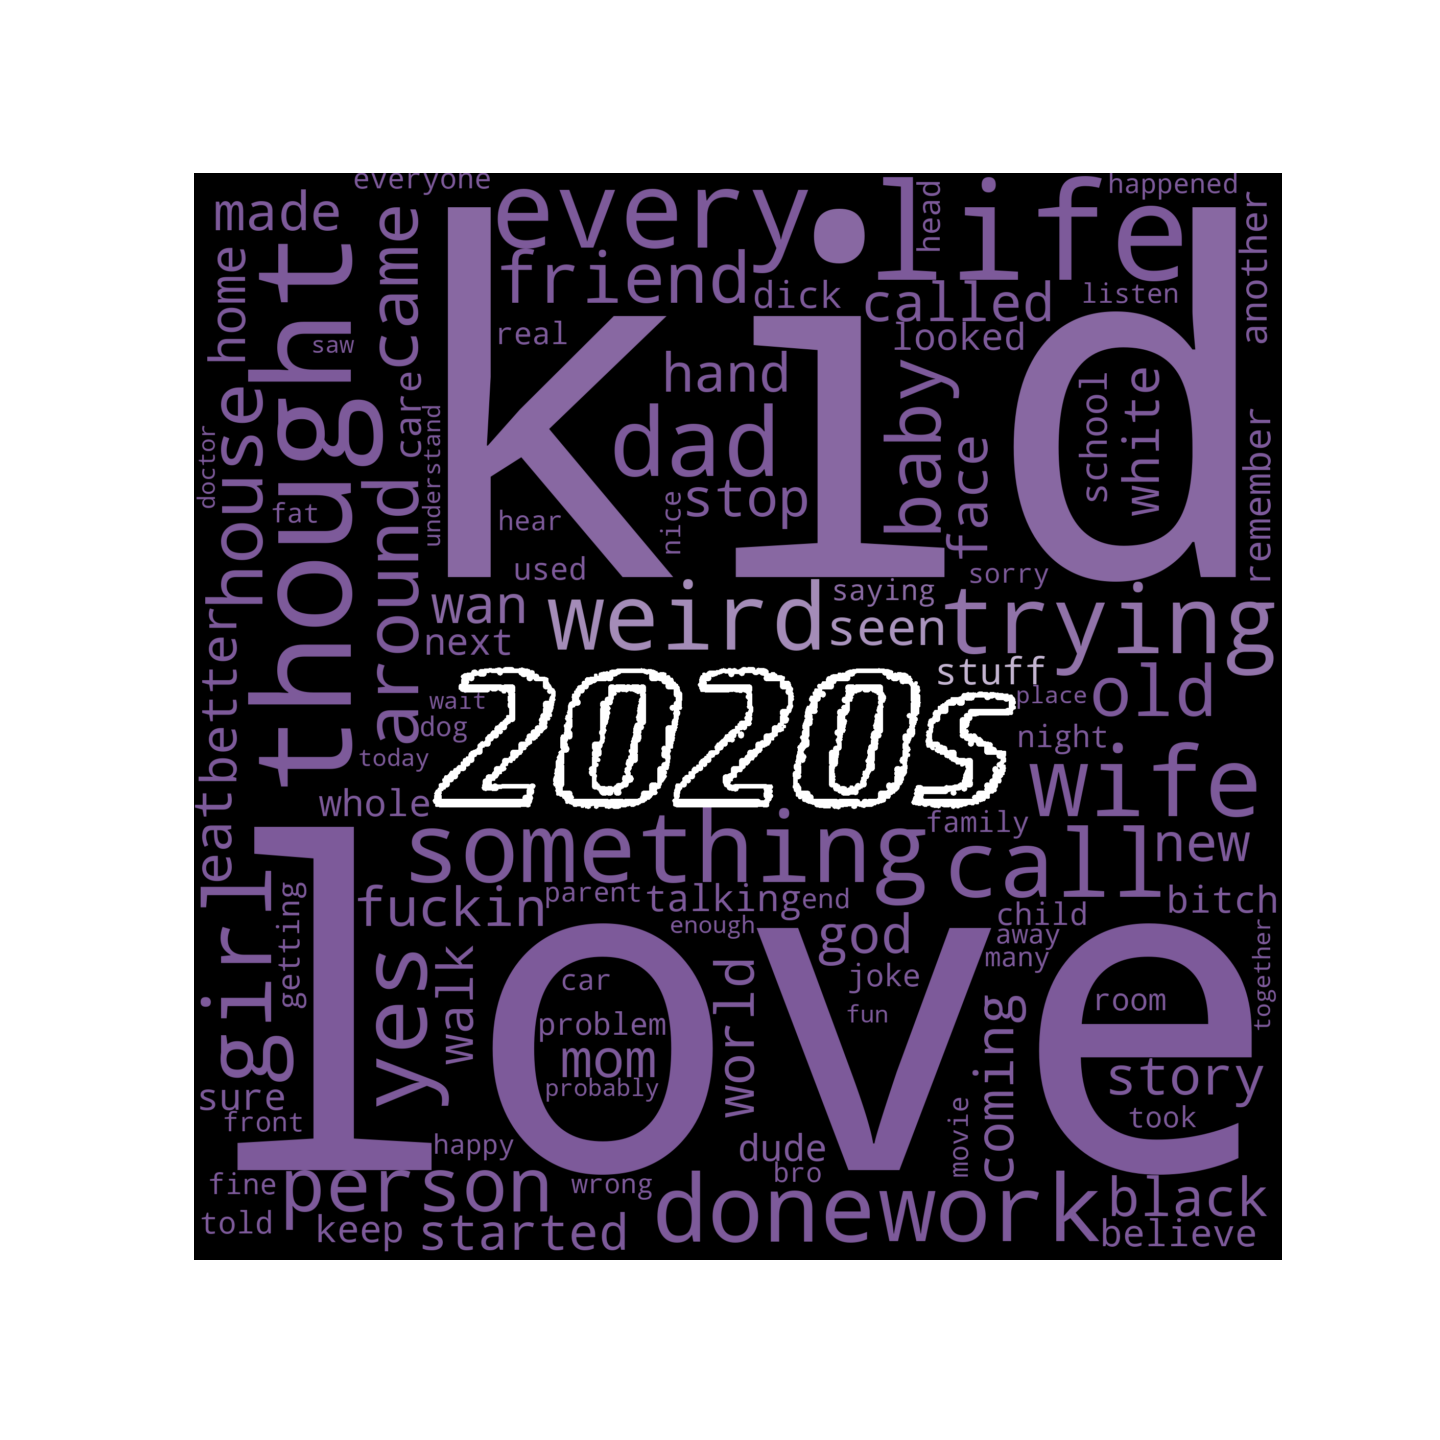 everyone
happened
made
every
life
head
another
kid
came
friend
home
thought
dick
called
listen
real
looked
saw
hand
care
baby
school
white
house
dad
face
understand
remember
doctor
stop
nice
fat
hear
around
used
sorry
wan
weird
saying
seen
trying
next
better
stuff
old
place
wait
2020s
dog
night
today
wife
eat
whole
something
family
call
new
girl
getting
fuckin
parent
talking
end
bitch
child
enough
god
away
together
yes
walk
many
love
car
joke
world
room
fun
problem
coming
mom
story
probably
sure
front
took
movie
happy
dude
bro
fine
person
wrong
done
work
black
told
keep
started
believe